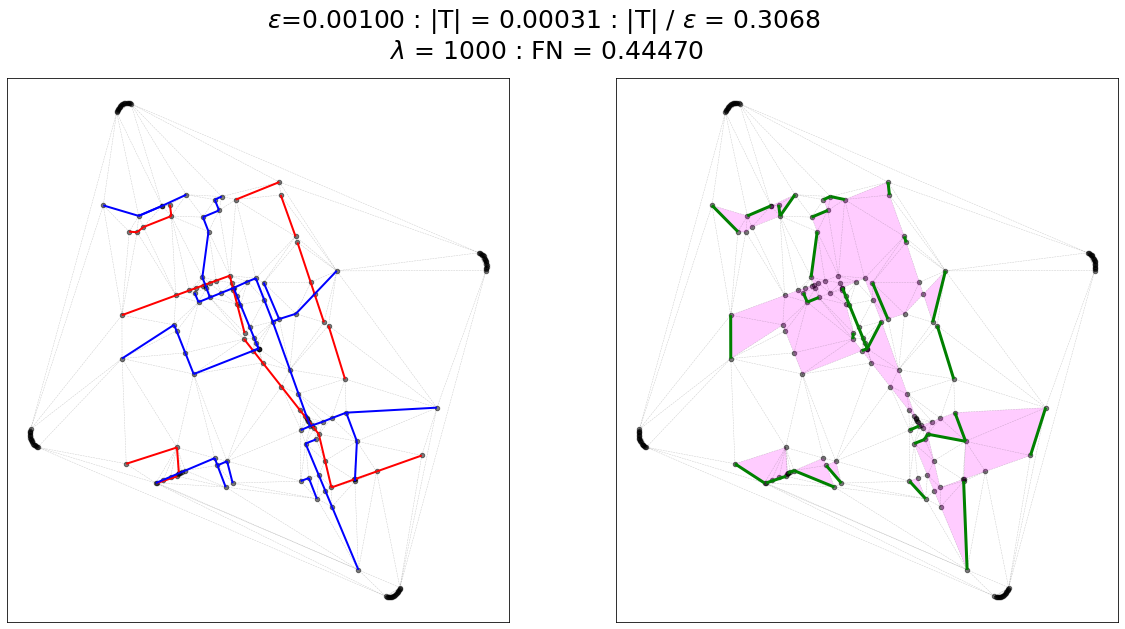 ε=0.00100 : |T| = 0.00031 : |T| / ε = 0.3068
λ = 1000 : FN = 0.44470